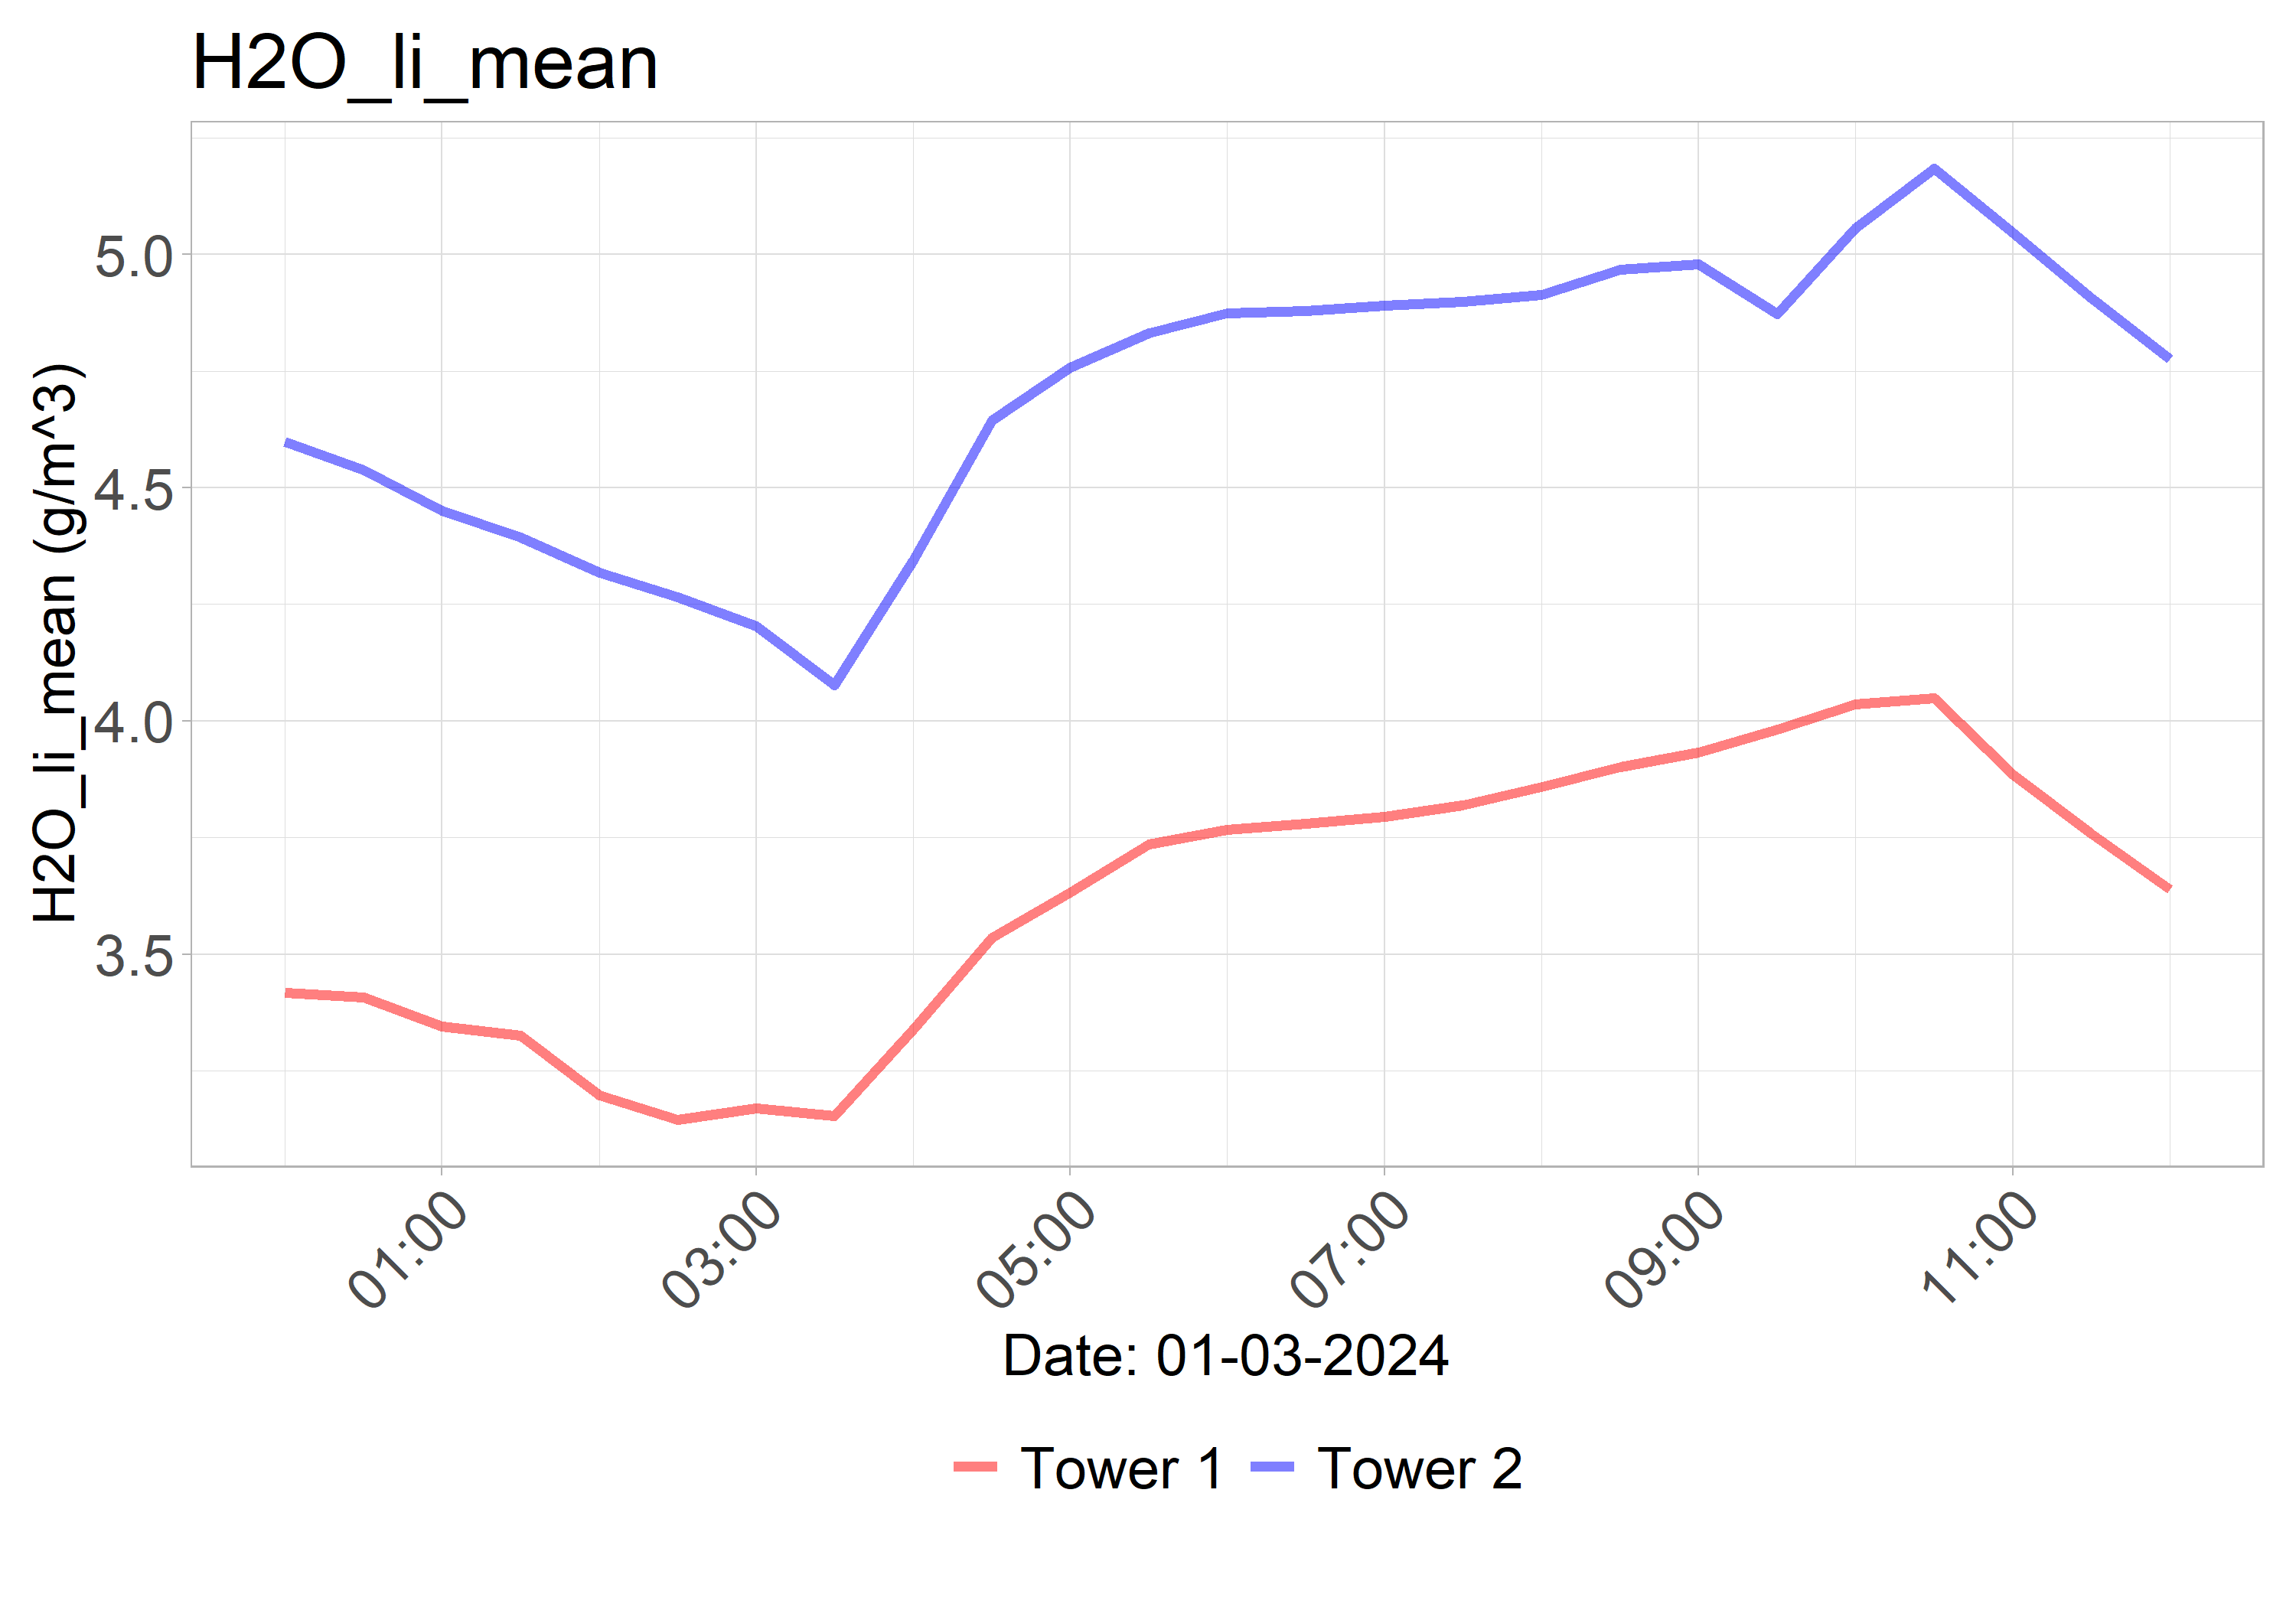 H2O_li_mean
H2O_li_mean (g/m^3)
5.0
4.5
4.0
3.5
01:00 03:00 05:00 07:00 09:00 11:00
Date: 01-03-2024
Tower 1 Tower 2